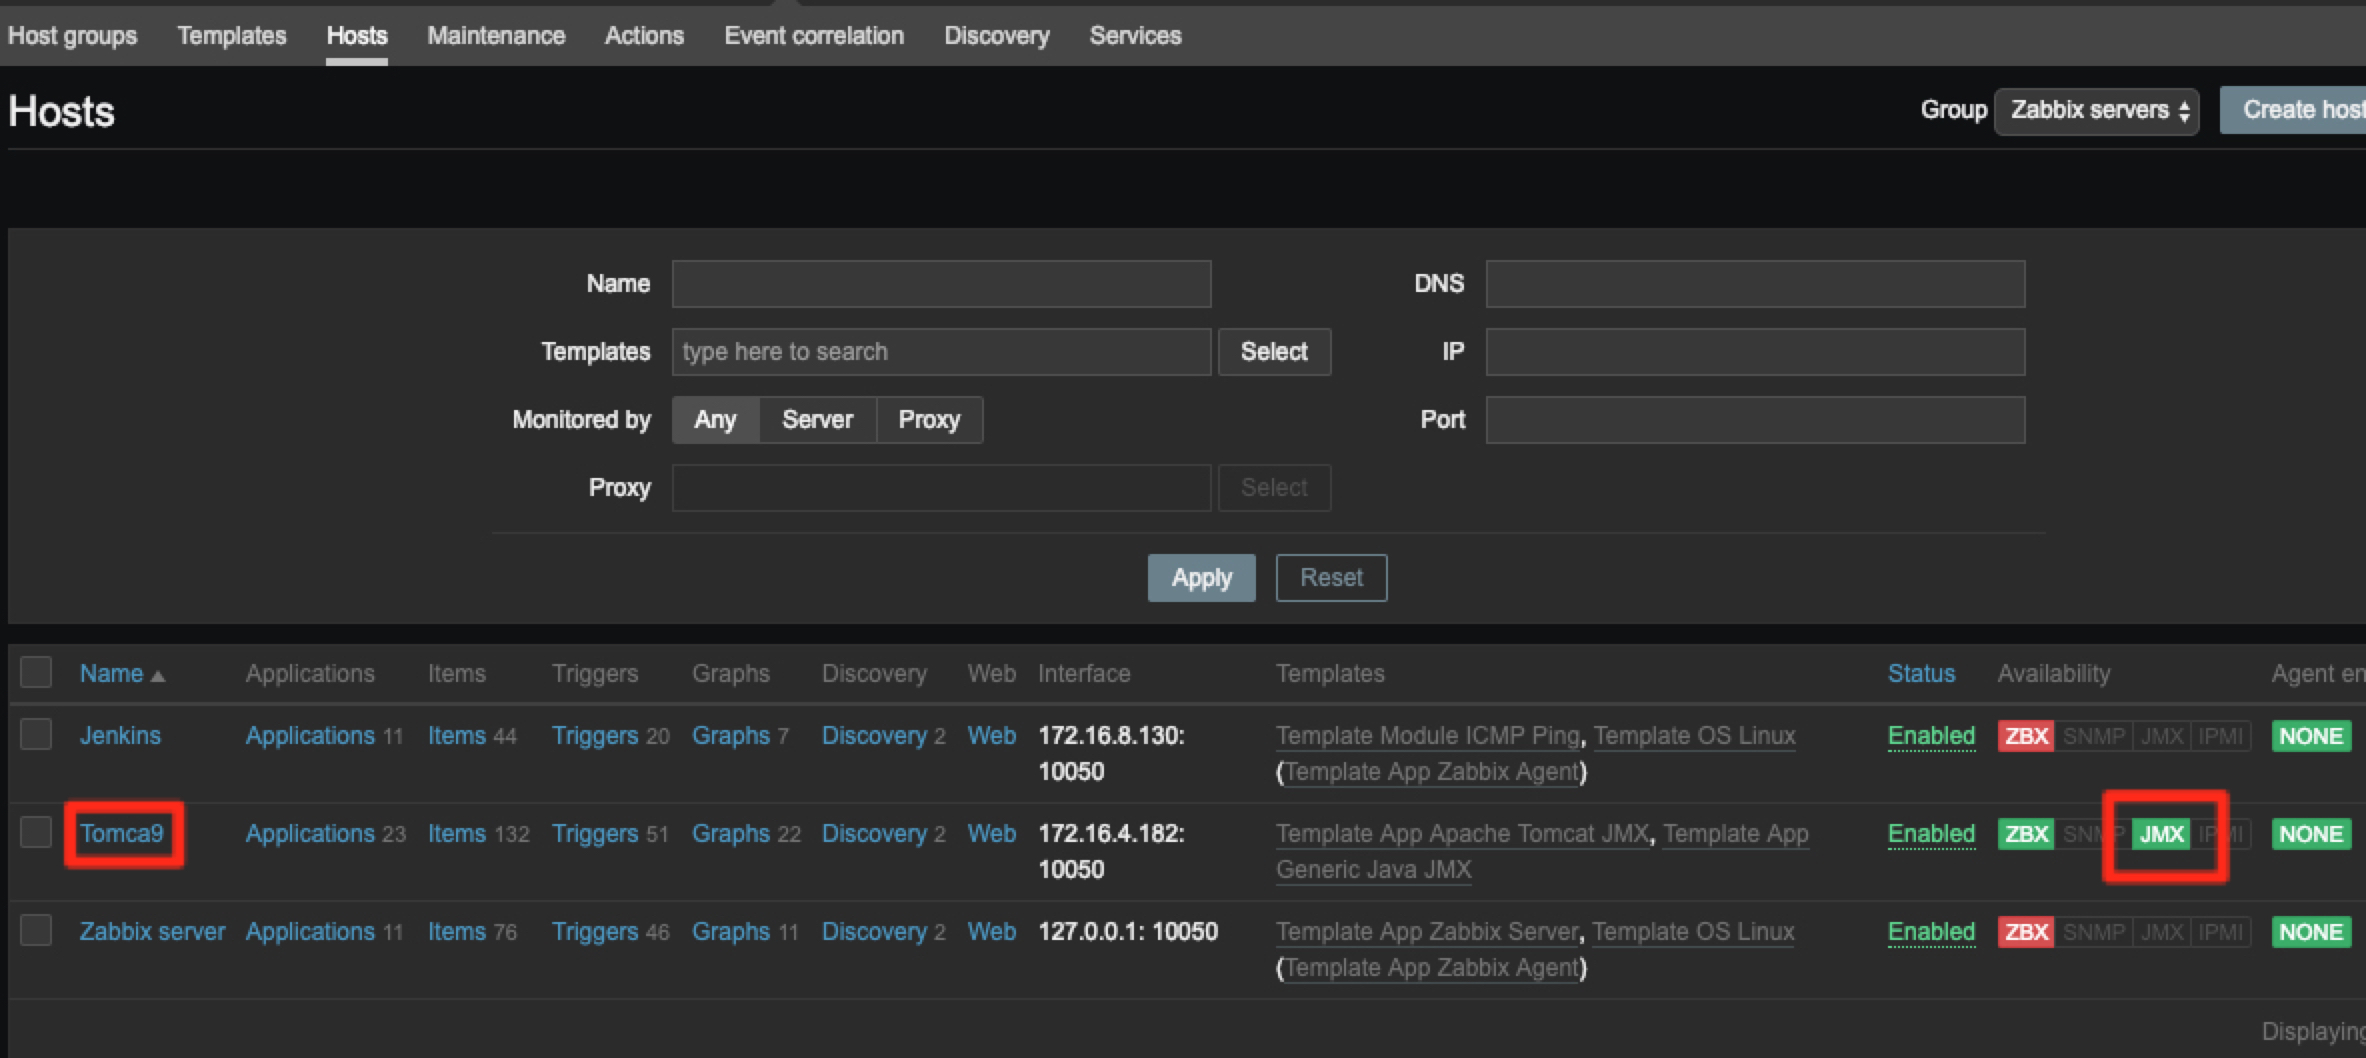 Host groups Templates Hosts Maintenance Actions Event correlation Discovery Services
Hosts Group Zabbix servers Create host
Name DNS
Templates type here to search Select IP
Monitored by Any Server Proxy Port
Proxy Select
Apply Reset
Name Applications Items Triggers Graphs Discovery Web Interface Templates Status Availability Agent en
Jenkins Applications 11 Items 44 Triggers 20 Graphs 7 Discovery 2 Web 172.16.8.130: Template Module ICMP Ping, Template OS Linux Enabled ZBX SNMP JMX IPMI NONE
10050 (Template App Zabbix Agent)
Tomca9 Applications 23 Items 132 Triggers 51 Graphs 22 Discovery 2 Web 172.16.4.182: Template App Apache Tomcat JMX, Template App Enabled ZBX SNMP JMX IPMI NONE
10050 Generic Java JMX
Zabbix server Applications 11 Items 76 Triggers 46 Graphs 11 Discovery 2 Web 127.0.0.1: 10050 Template App Zabbix Server, Template OS Linux Enabled ZBX SNMP JMX IPMI NONE
(Template App Zabbix Agent)
Displaying